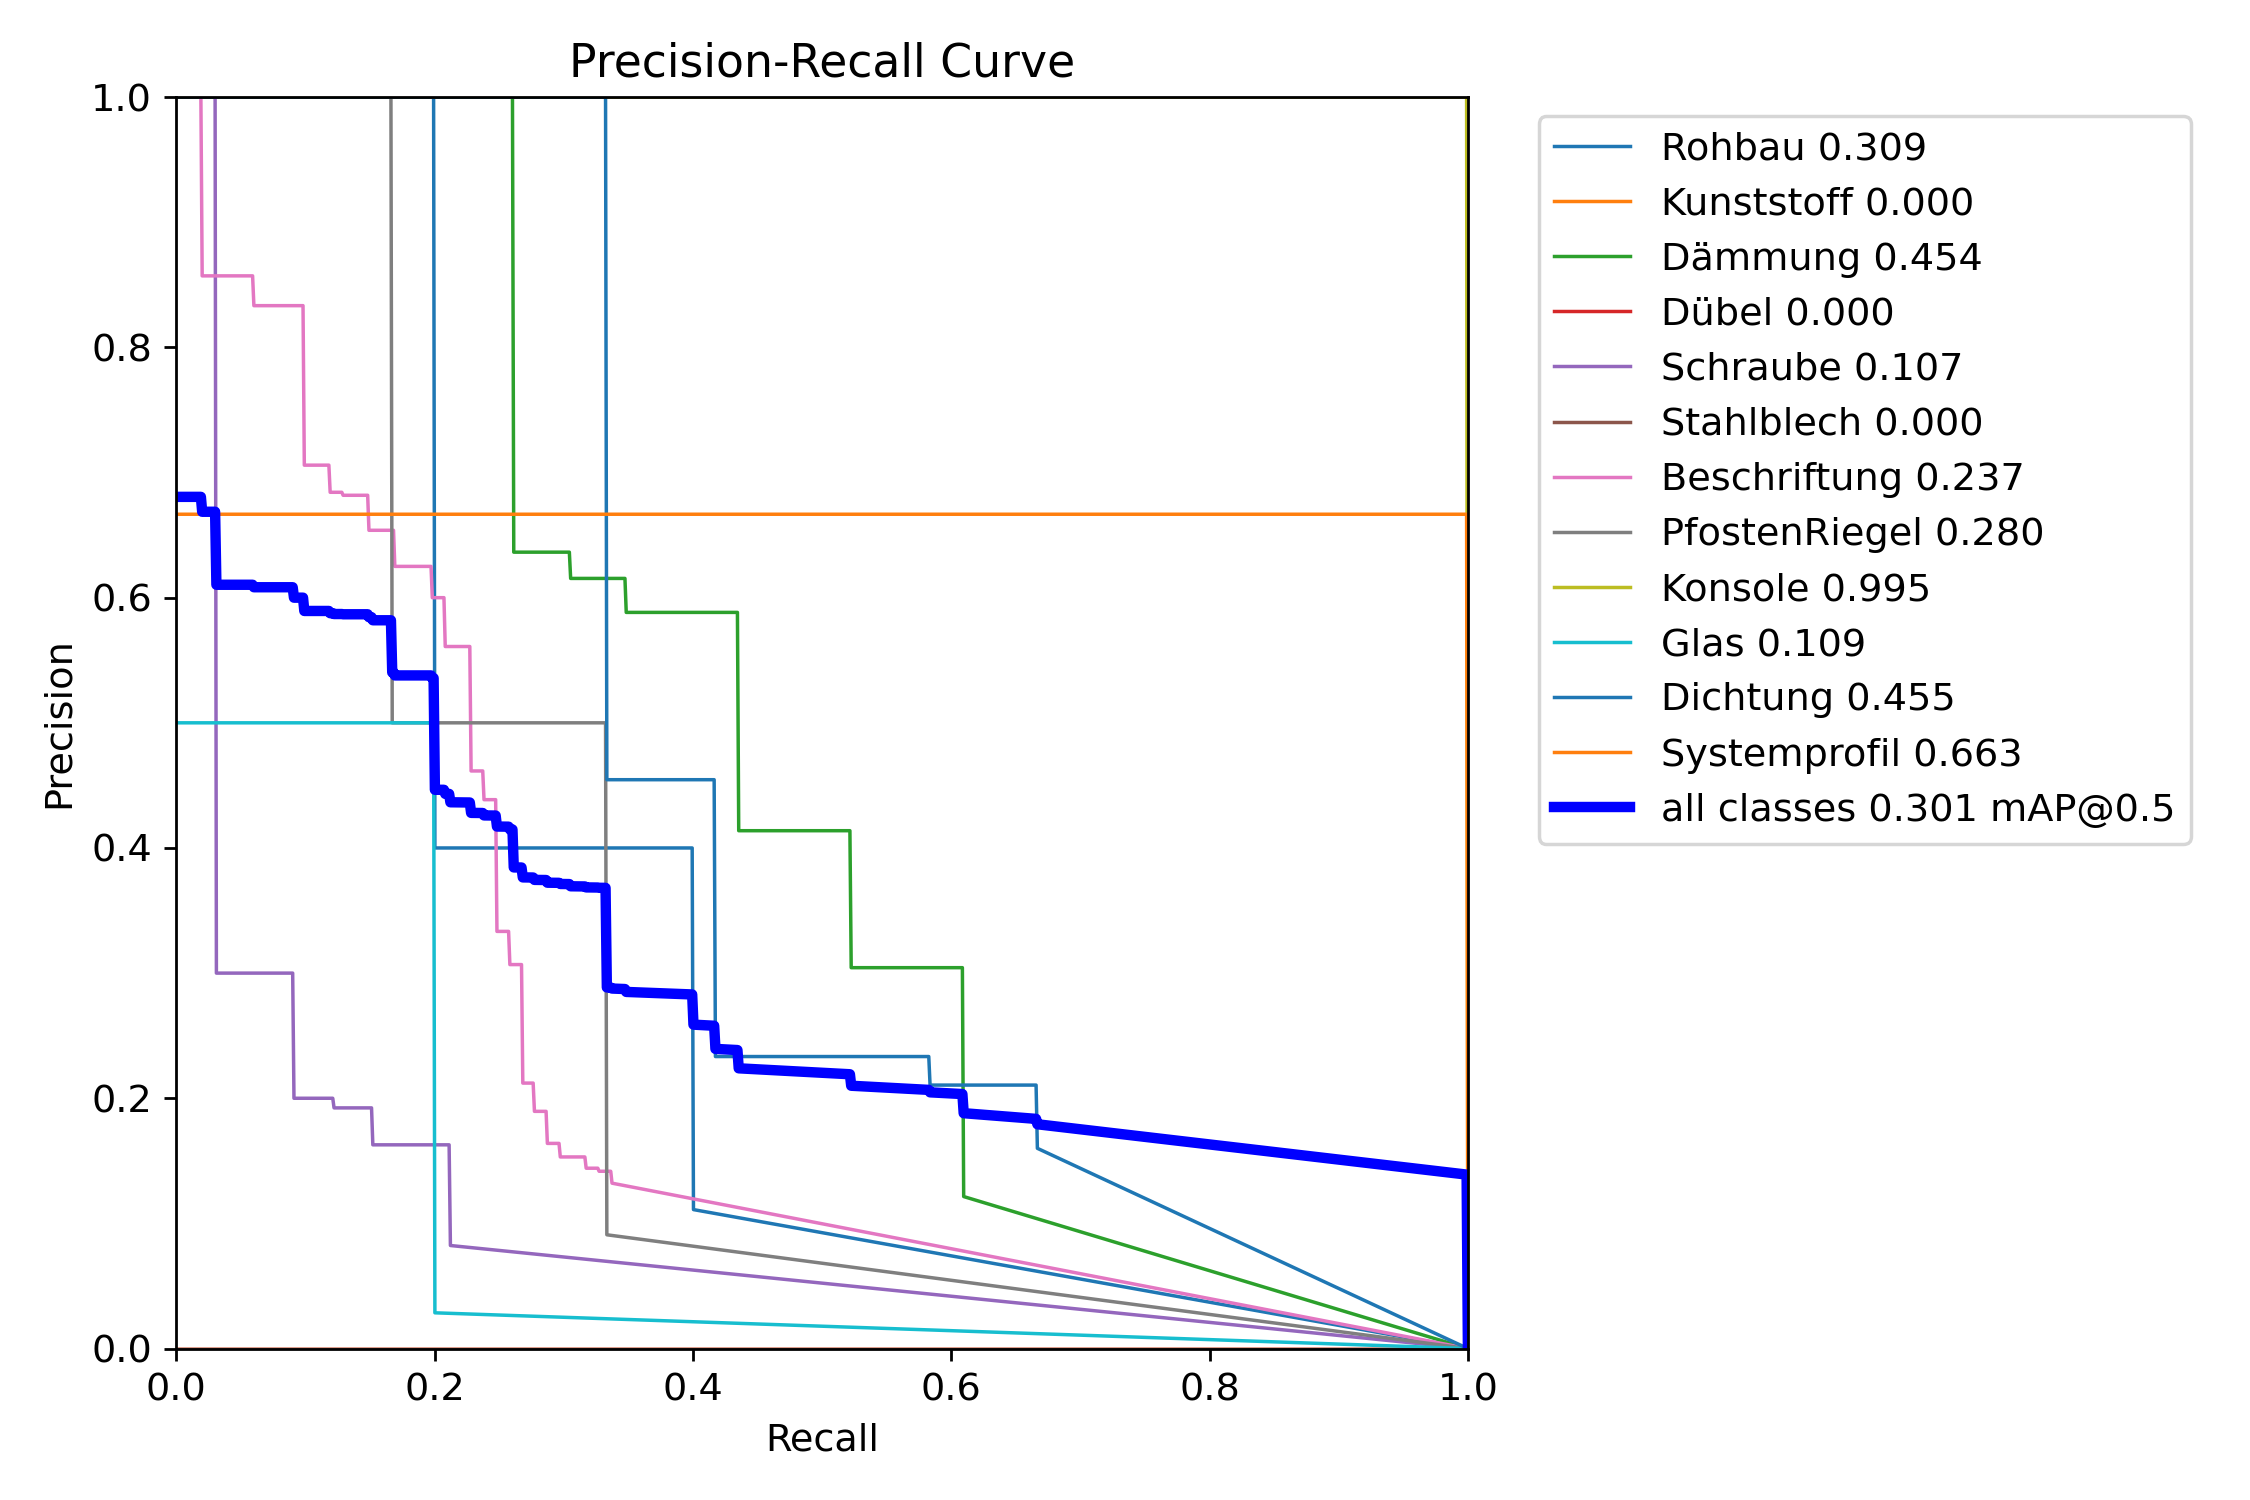 Precision-Recall Curve
1.0
0.8
0.6
0.4
0.2
0.0
Precision
0.0 0.2 0.4 0.6 0.8 1.0
Recall
Rohbau 0.309
Kunststoff 0.000
Dämmung 0.454
Dübel 0.000
Schraube 0.107
Stahlblech 0.000
Beschriftung 0.237
PfostenRiegel 0.280
Konsole 0.995
Glas 0.109
Dichtung 0.455
Systemprofil 0.663
all classes 0.301 mAP@0.5